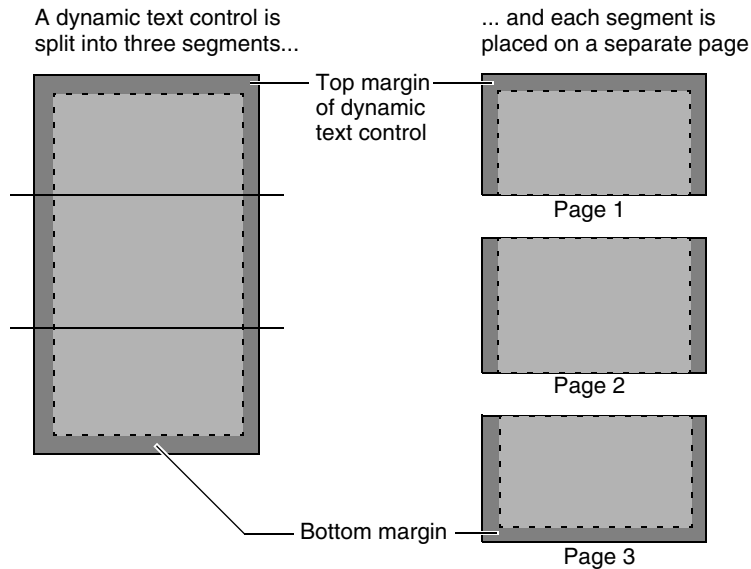 A dynamic text control is
split into three segments...
... and each segment is
placed on a separate page
Top margin
of dynamic
text control
Page 1
Page 2
Bottom margin
Page 3